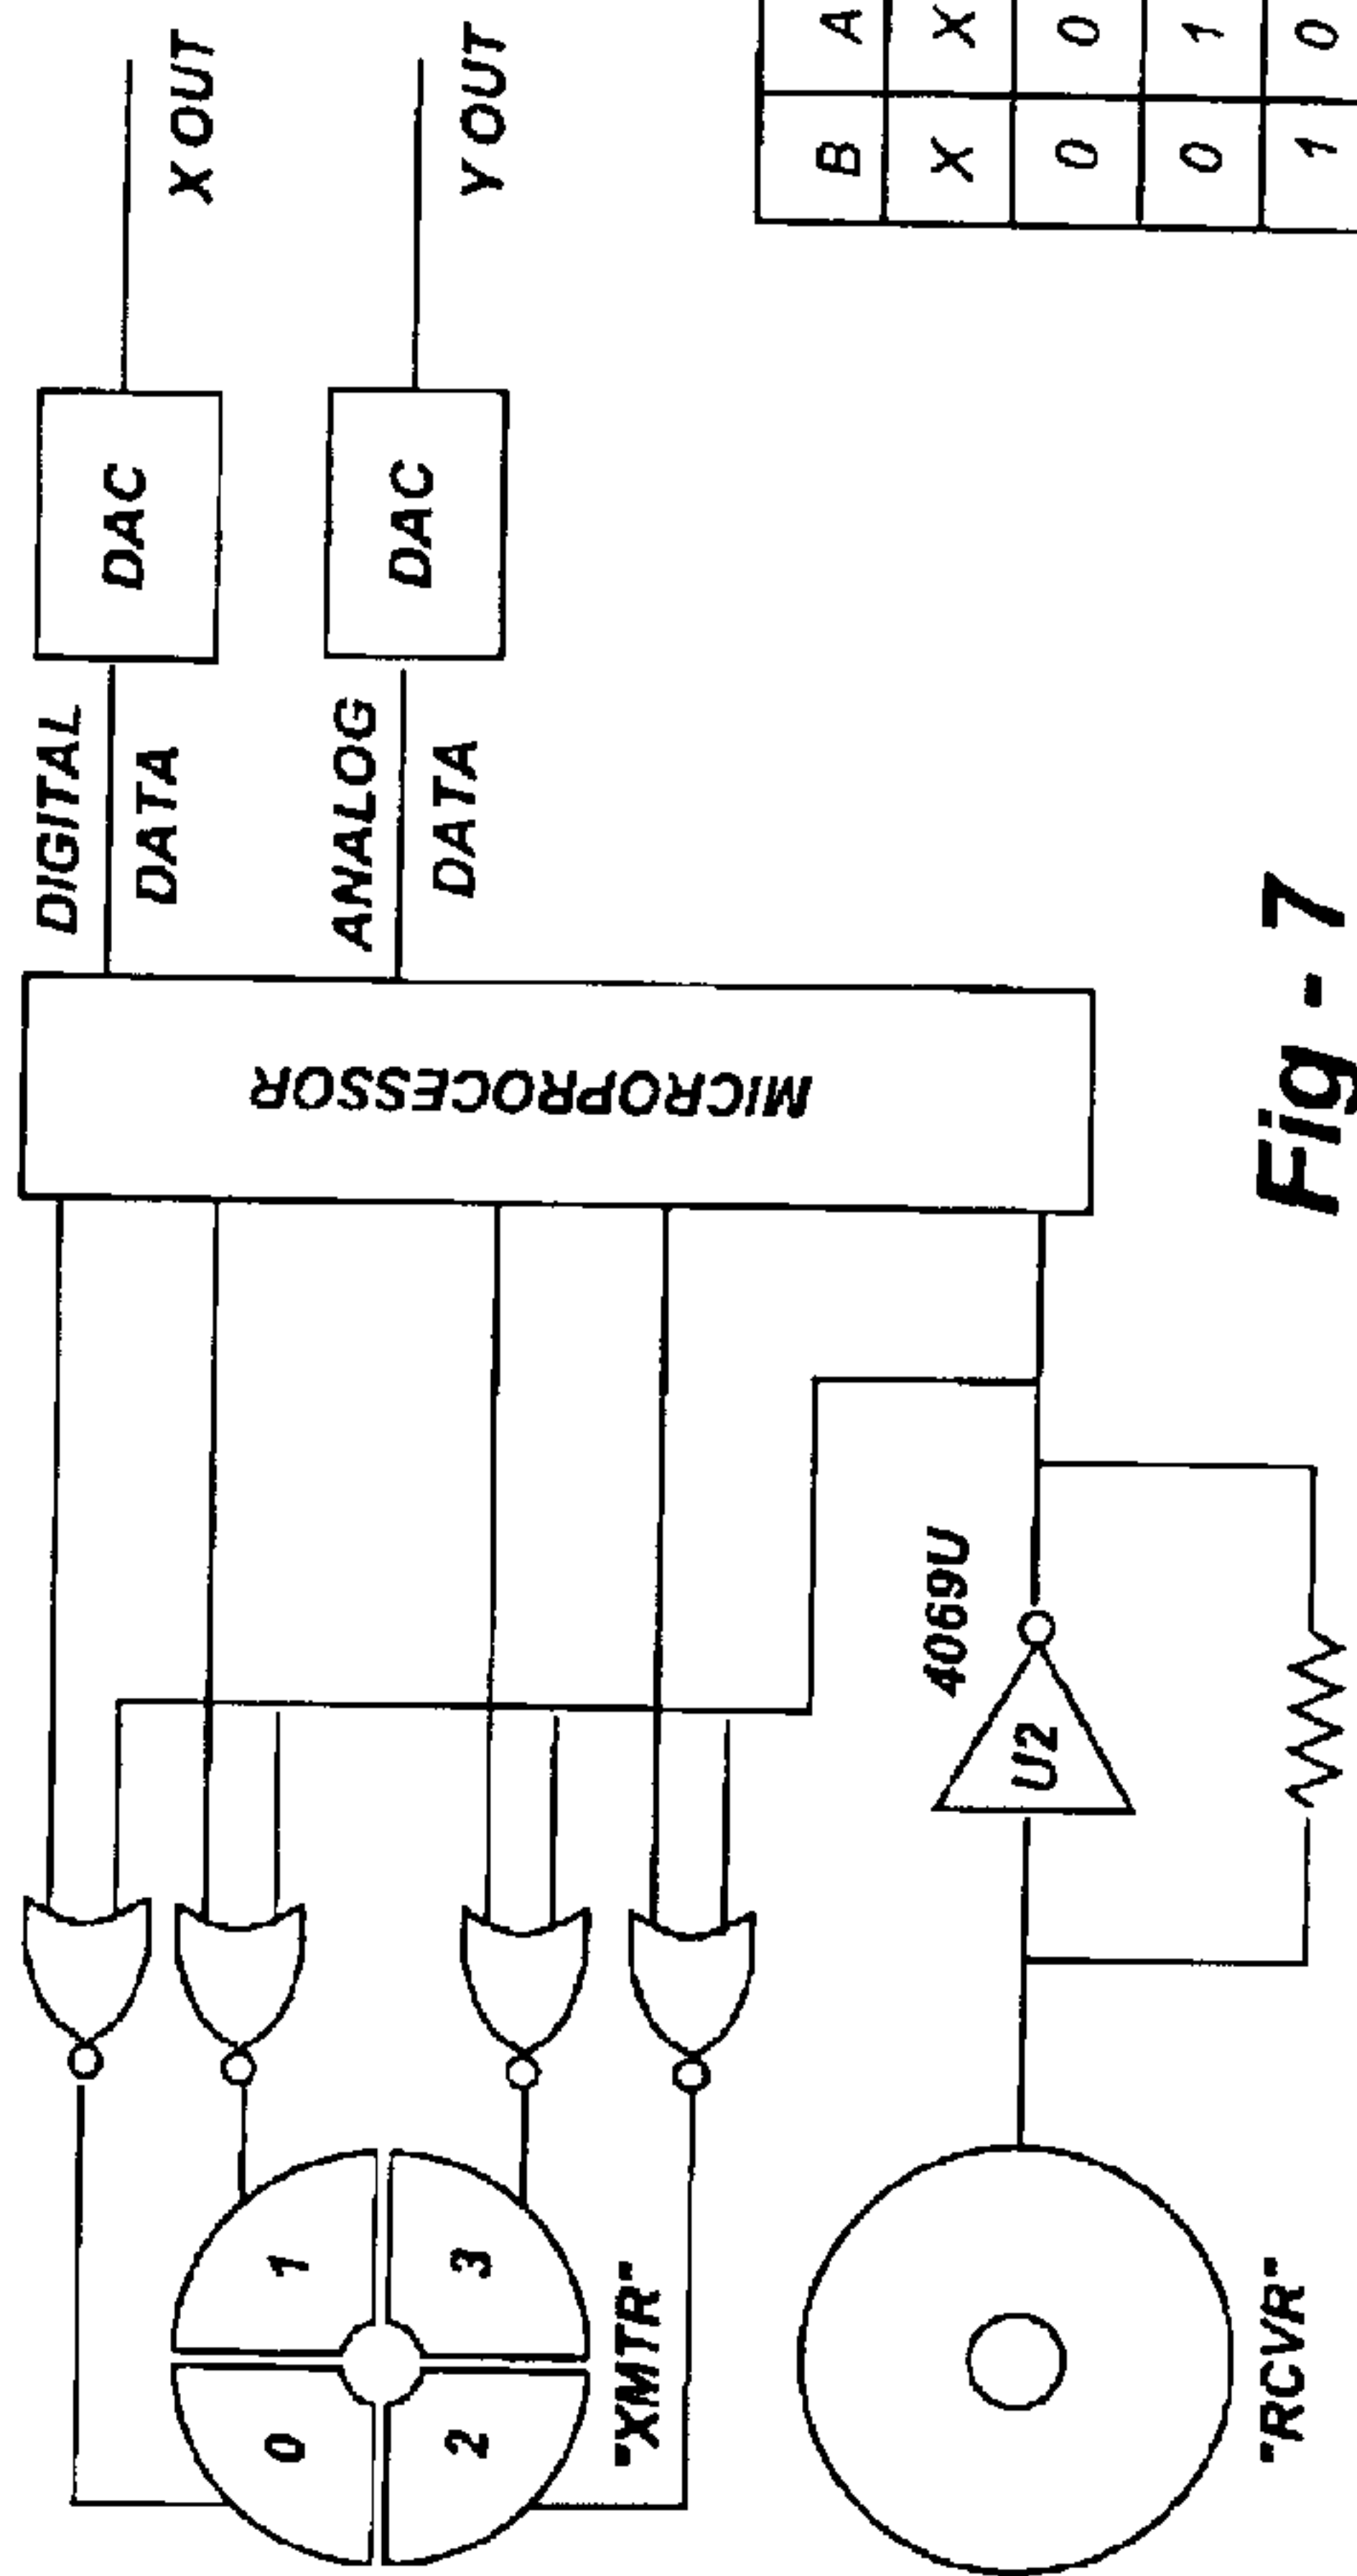 X OUT
Y OUT
DAC
DAC
DIGITAL
DATA
ANALOG
DATA
MICROPROCESSOR
0 1
2 3
"XMTR"
4069U
U2
"RCVR"
B A
X X
0 0
0 1
1 0
Fig - 7